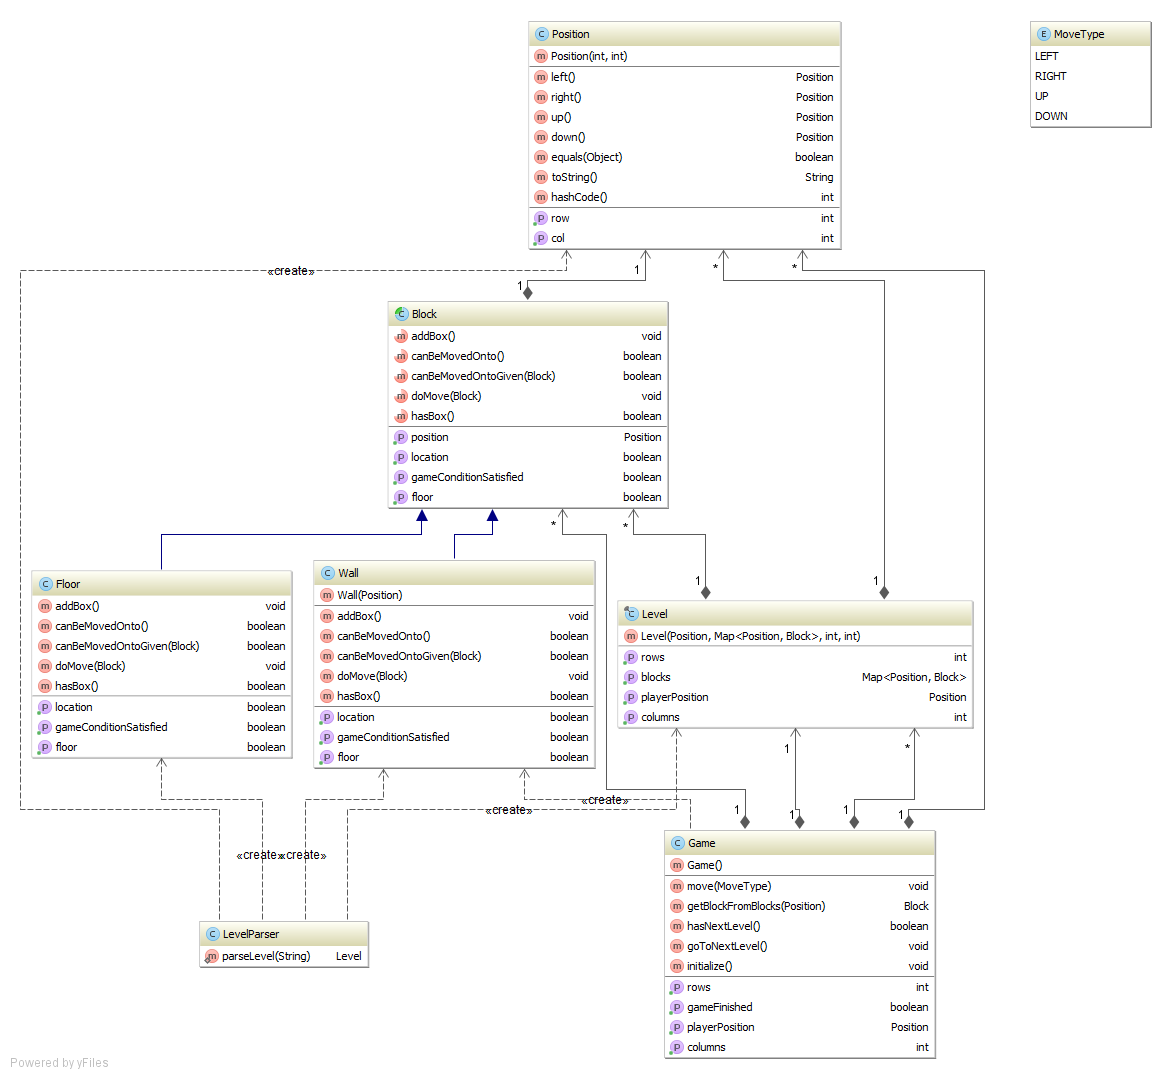 C Position
m Position(int, int)
m left() Position
m right() Position
m up() Position
m down() Position
m equals(Object) boolean
m toString() String
m hashCode() int
p row int
p col int
E MoveType
LEFT
RIGHT
UP
DOWN
«create»
1
*
*
1
C Block
m addBox() void
m canBeMovedOnto() boolean
m canBeMovedOntoGiven(Block) boolean
m doMove(Block) void
m hasBox() boolean
p position Position
p location boolean
p gameConditionSatisfied boolean
p floor boolean
*
*
1
1
C Floor
m addBox() void
m canBeMovedOnto() boolean
m canBeMovedOntoGiven(Block) boolean
m doMove(Block) void
m hasBox() boolean
p location boolean
p gameConditionSatisfied boolean
p floor boolean
C Wall
m Wall(Position)
m addBox() void
m canBeMovedOnto() boolean
m canBeMovedOntoGiven(Block) boolean
m doMove(Block) void
m hasBox() boolean
p location boolean
p gameConditionSatisfied boolean
p floor boolean
C Level
m Level(Position, Map<Position, Block>, int, int)
p rows int
p blocks Map<Position, Block>
p playerPosition Position
p columns int
1
*
«create»
«create»
1
1
1
1
«create»
«create»
C LevelParser
m parseLevel(String) Level
C Game
m Game()
m move(MoveType) void
m getBlockFromBlocks(Position) Block
m hasNextLevel() boolean
m goToNextLevel() void
m initialize() void
p rows int
p gameFinished boolean
p playerPosition Position
p columns int
Powered by yFiles